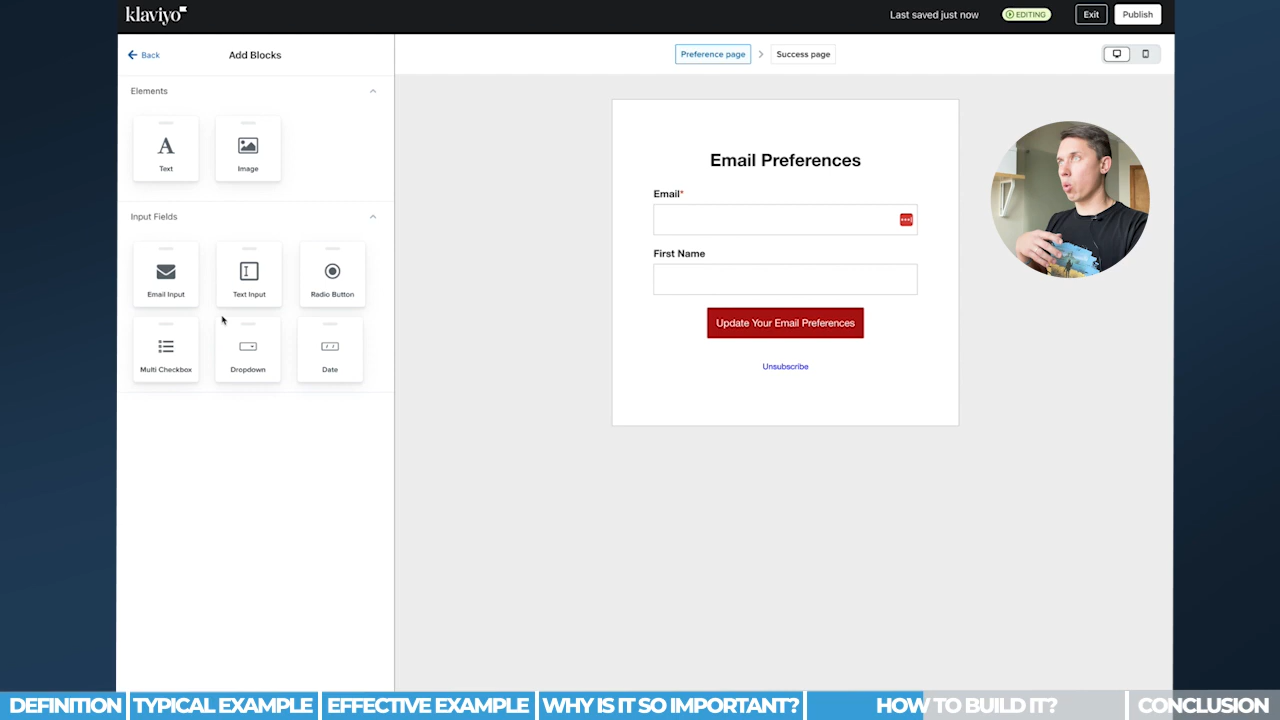 klaviyo
Last saved just now
EDITING
Exit
Publish
Back
Add Blocks
Preference page
Success page
Elements
Text
Image
Input Fields
Email Input
Text Input
Radio Button
Multi Checkbox
Dropdown
Date
Email Preferences
Email*
First Name
Update Your Email Preferences
Unsubscribe
DEFINITION
TYPICAL EXAMPLE
EFFECTIVE EXAMPLE
WHY IS IT SO IMPORTANT?
HOW TO BUILD IT?
CONCLUSION